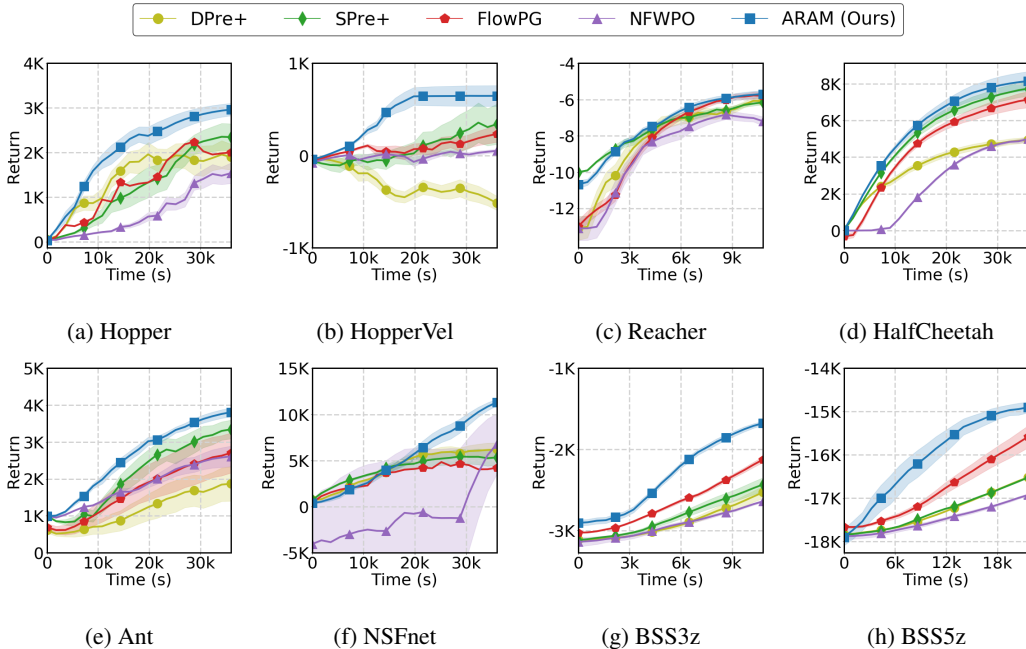 DPre+ SPre+ FlowPG NFWPO ARAM (Ours)
4K
3K
2K
1K
0
Return
0 10k 20k 30k
Time (s)
(a) Hopper
1K
0
-1K
Return
0 10k 20k 30k
Time (s)
(b) HopperVel
-4
-6
-8
-10
-12
Return
0 3k 6k 9k
Time (s)
(c) Reacher
8K
6K
4K
2K
0
Return
0 10k 20k 30k
Time (s)
(d) HalfCheetah
5K
4K
3K
2K
1K
0
Return
0 10k 20k 30k
Time (s)
(e) Ant
15K
10K
5K
0
-5K
Return
0 10k 20k 30k
Time (s)
(f) NSFnet
-1K
-2K
-3K
Return
0 3k 6k 9k
Time (s)
(g) BSS3z
-14K
-15K
-16K
-17K
-18K
Return
0 6k 12k 18k
Time (s)
(h) BSS5z